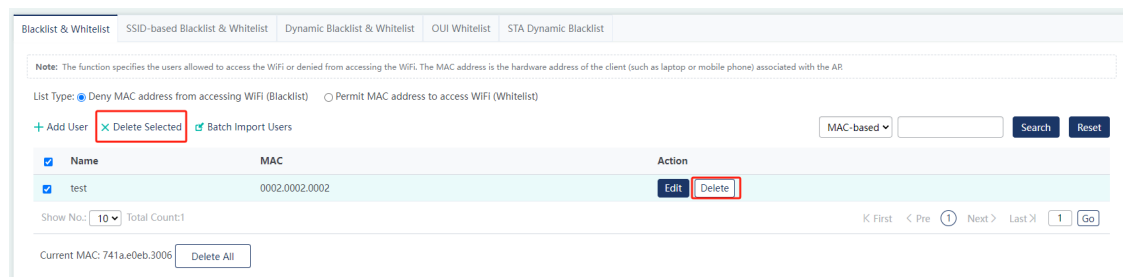 Blacklist & Whitelist SSID-based Blacklist & Whitelist Dynamic Blacklist & Whitelist OUI Whitelist STA Dynamic Blacklist
Note: The function specifies the users allowed to access the WiFi or denied from accessing the WiFi. The MAC address is the hardware address of the client (such as laptop or mobile phone) associated with the AP.
List Type: Deny MAC address from accessing WiFi (Blacklist) Permit MAC address to access WiFi (Whitelist)
+ Add User Delete Selected Batch Import Users MAC-based Search Reset
Name MAC Action
test 0002.0002.0002 Edit Delete
Show No.: 10 Total Count:1 First Pre 1 Next Last 1 Go
Current MAC: 741a.e0eb.3006 Delete All